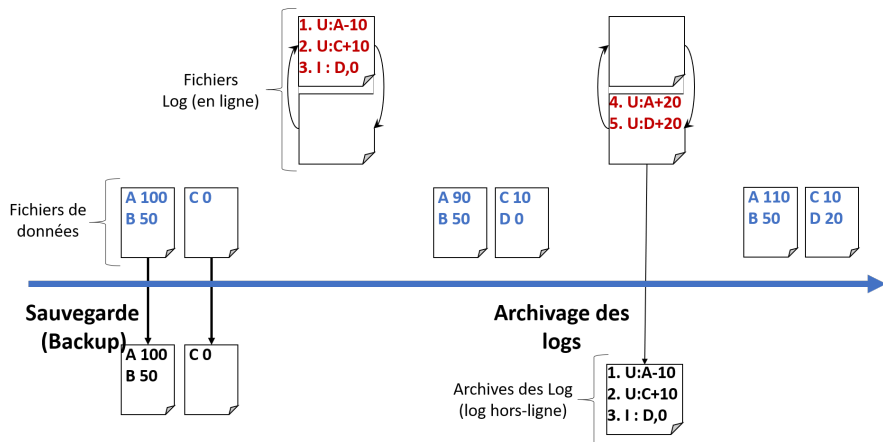 1. U:A-10
2. U:C+10
3. I : D,0
Fichiers
Log (en ligne)
4. U:A+20
5. U:D+20
Fichiers de
données
A 100
B 50
C 0
A 90
B 50
C 10
D 0
A 110
B 50
C 10
D 20
Sauvegarde
(Backup)
A 100
B 50
C 0
Archivage des
logs
Archives des Log
(log hors-ligne)
1. U:A-10
2. U:C+10
3. I : D,0